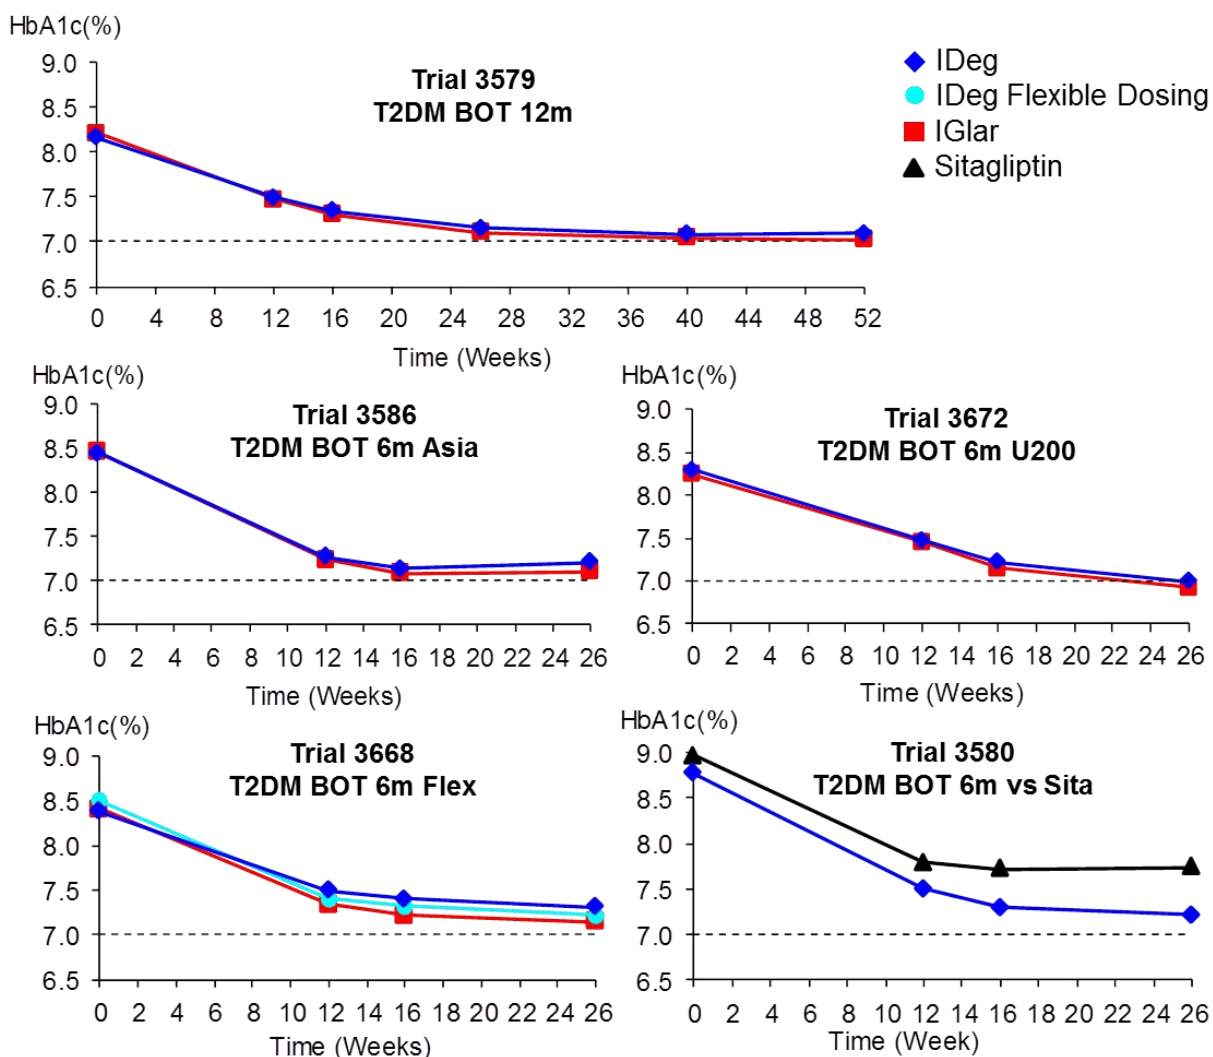 HbA1c(%)
Trial 3579
T2DM BOT 12m
9.0
8.5
8.0
7.5
7.0
6.5
0 4 8 12 16 20 24 28 32 36 40 44 48 52
Time (Weeks)
IDeg
IDeg Flexible Dosing
IGlar
Sitagliptin
HbA1c(%)
Trial 3586
T2DM BOT 6m Asia
9.0
8.5
8.0
7.5
7.0
6.5
0 2 4 6 8 10 12 14 16 18 20 22 24 26
Time (Weeks)
HbA1c(%)
Trial 3672
T2DM BOT 6m U200
9.0
8.5
8.0
7.5
7.0
6.5
0 2 4 6 8 10 12 14 16 18 20 22 24 26
Time (Weeks)
HbA1c(%)
Trial 3668
T2DM BOT 6m Flex
9.0
8.5
8.0
7.5
7.0
6.5
0 2 4 6 8 10 12 14 16 18 20 22 24 26
Time (Weeks)
HbA1c(%)
Trial 3580
T2DM BOT 6m vs Sita
9.0
8.5
8.0
7.5
7.0
6.5
0 2 4 6 8 10 12 14 16 18 20 22 24 26
Time (Week)